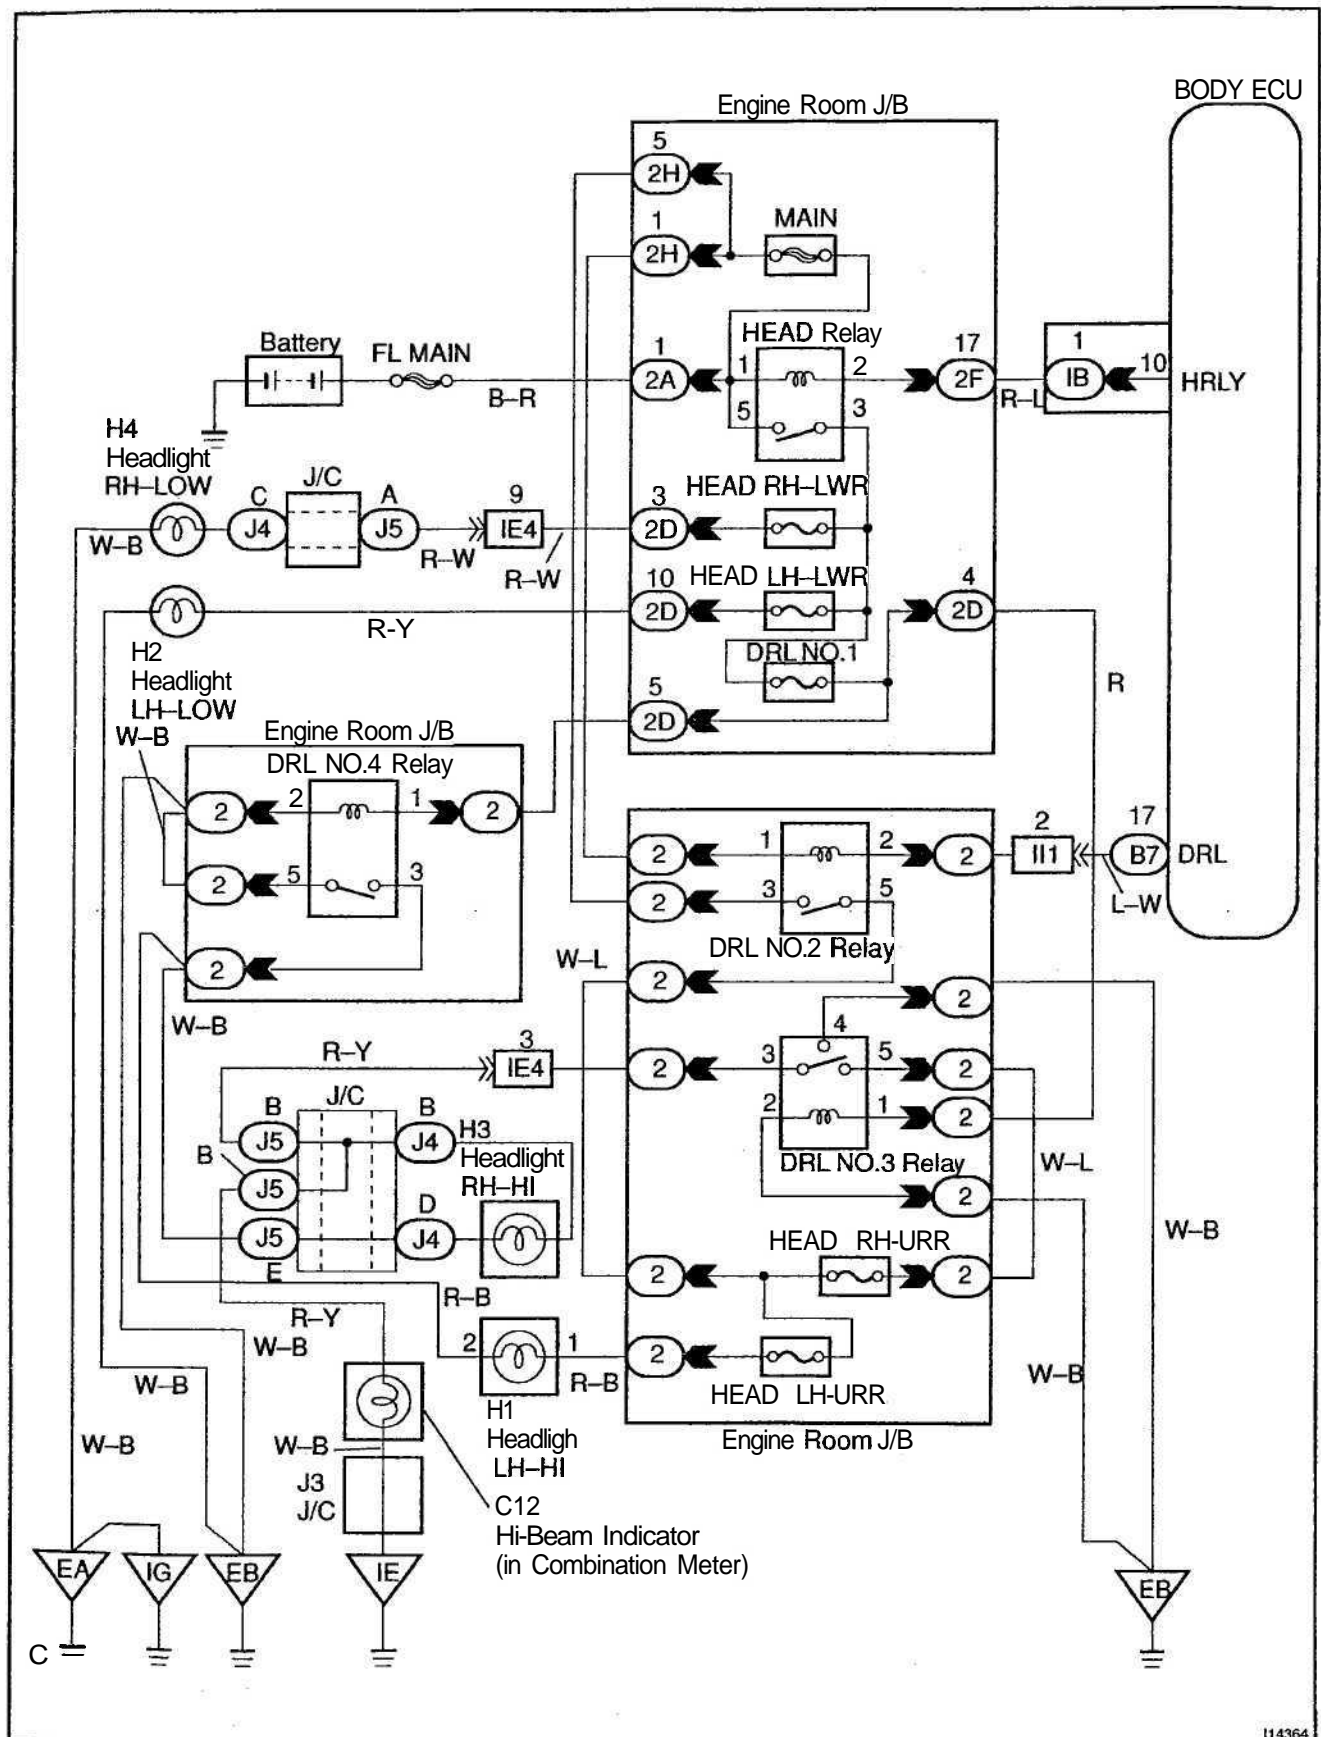 BODY ECU
Engine Room J/B
5
2H
1
2H
MAIN
HEAD Relay
Battery
FL MAIN
B–R
1
2A
1
2
5
3
17
2F
R–L
1
IB
10
HRLY
H4
Headlight
RH–LOW
W–B
C
J4
J/C
A
J5
R–W
9
IE4
R–W
3
2D
HEAD RH–LWR
10
2D
HEAD LH–LWR
4
2D
R-Y
H2
Headlight
LH–LOW
DRL NO.1
R
5
2D
W–B
Engine Room J/B
DRL NO.4 Relay
2
2
1
2
2
5
3
2
W–B
2
1
2
2
2
II1
17
B7
DRL
L–W
2
3
5
DRL NO.2 Relay
W–L
2
2
4
R–Y
3
IE4
2
3
5
2
2
1
2
DRL NO.3 Relay
W–L
2
J/C
B
J5
B
J4
B
J5
H3
Headlight
RH–HI
D
J5
E
J4
W–B
HEAD RH-URR
2
2
R–B
R–Y
W–B
2
1
R–B
2
HEAD LH-URR
W–B
W–B
Engine Room J/B
H1
Headligh
LH–HI
W–B
W–B
J3
J/C
C12
Hi-Beam Indicator
(in Combination Meter)
EA
IG
EB
IE
EB
C
I14364